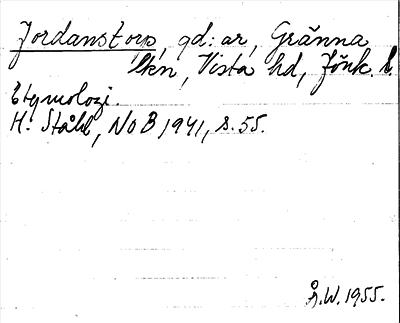 Jordanstorp, gd:ar, Gränna
lkn, Vista hd, Jönk. l.
Etymologi.
H. Ståhl, NoB 1941, s. 55.
Å.W. 1955.